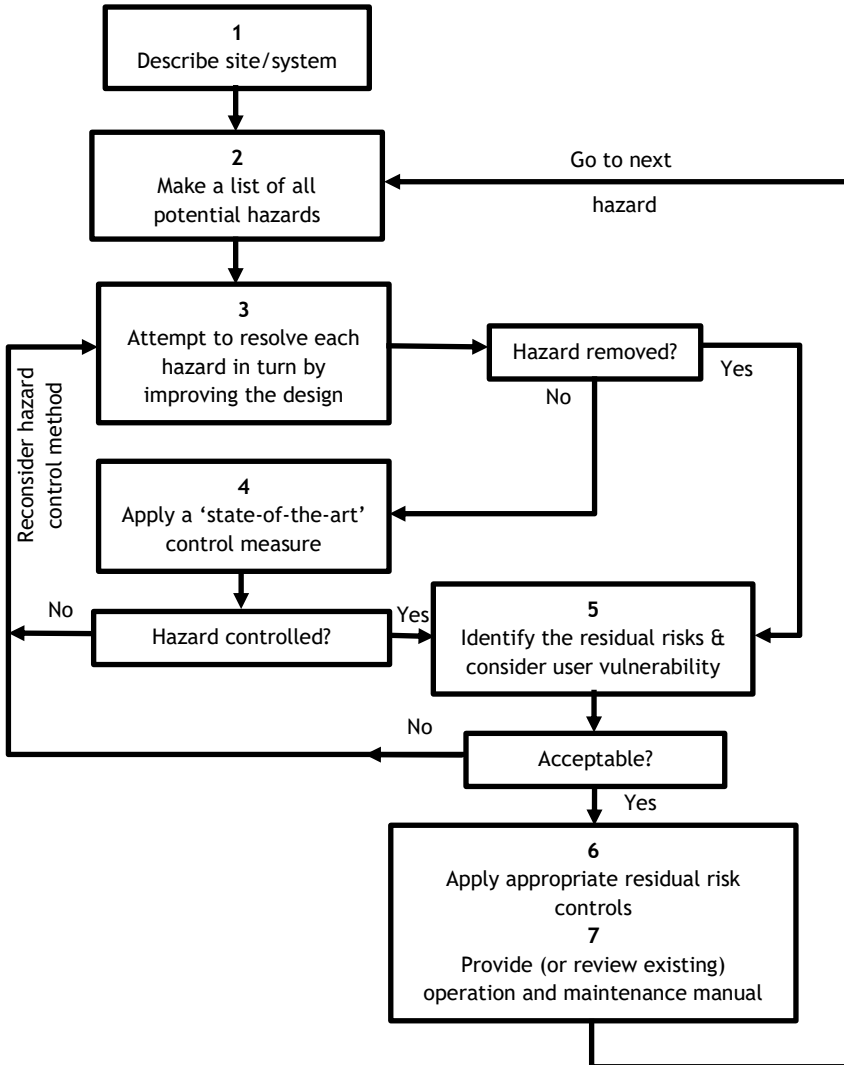 1
Describe site/system
2
Make a list of all
potential hazards
Go to next
hazard
3
Attempt to resolve each
hazard in turn by
improving the design
Hazard removed?
Yes
No
Reconsider hazard
control method
4
Apply a ‘state-of-the-art’
control measure
No
Hazard controlled?
Yes
5
Identify the residual risks &
consider user vulnerability
No
Acceptable?
Yes
6
Apply appropriate residual risk
controls
7
Provide (or review existing)
operation and maintenance manual